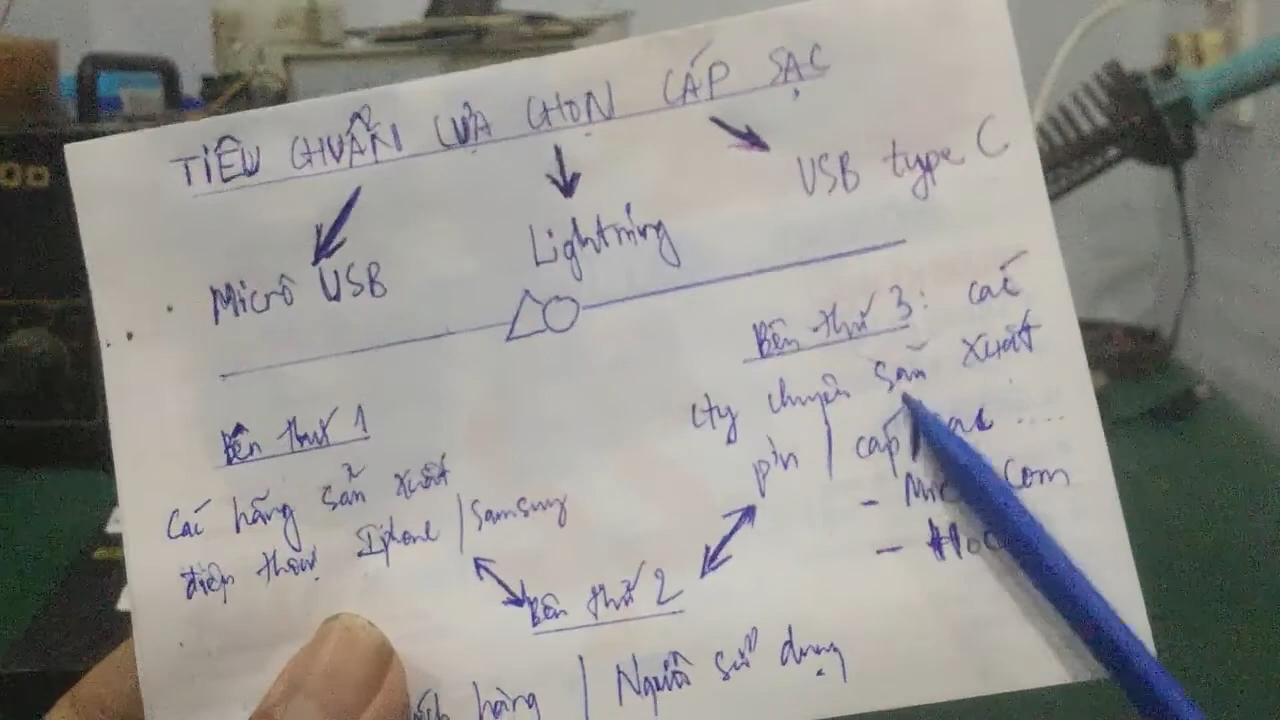 TIÊU CHUẨN LỰA CHỌN CÁP SẠC
Micrô USB
Lightning
USB type C
Bên thứ 1
Các hãng sản xuất
điện thoại Iphone / Samsung
Bên thứ 2
hàng / Người sử dụng
Bên thứ 3: các
cty chuyên sản xuất
pin / cáp ....
-
-